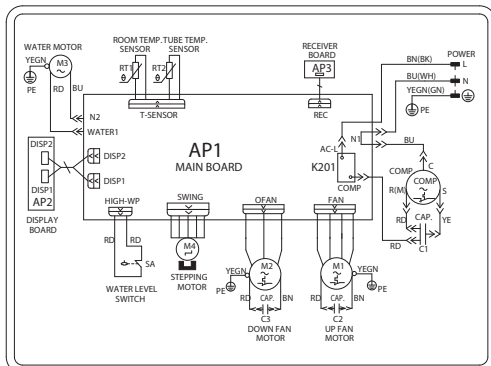 ROOM TEMP. TUBE TEMP.
SENSOR SENSOR
RT1 RT2
θ θ
T-SENSOR
RECEIVER
BOARD
AP3
REC
BN(BK)
POWER
L
BU(WH)
N
YEGN(GN)
PE
WATER MOTOR
YEGN
M3
PE
RD BU
N2
WATER1
AP1
MAIN BOARD
AC-L
N1
K201
COMP
BU
C
COMP
COMP
R(M) S
RD CAP. YE
C1
RD
DISP2
DISP1
AP2
DISPLAY
BOARD
DISP2
DISP1
HIGH-WP
RD RD
SA
WATER LEVEL
SWITCH
SWING
M4
STEPPING
MOTOR
OFAN
YEGN
PE
M2
RD CAP. BN
C3
DOWN FAN
MOTOR
FAN
M1
YEGN
PE
RD CAP. BN
C2
UP FAN
MOTOR